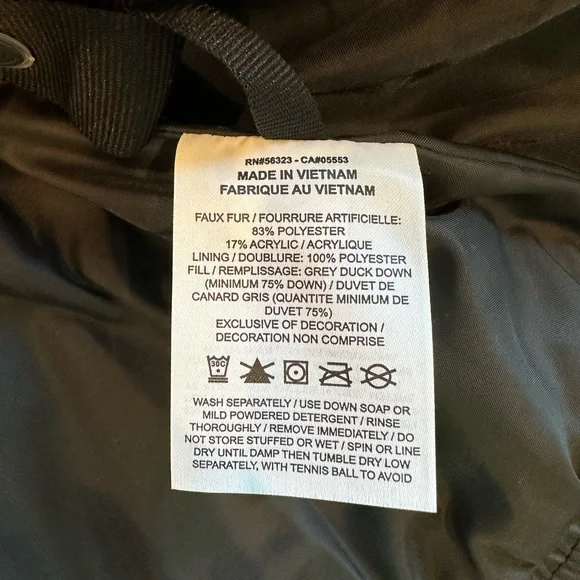 RN#56323 - CA#05553
MADE IN VIETNAM
FABRIQUE AU VIETNAM
FAUX FUR / FOURRURE ARTIFICIELLE:
83% POLYESTER
17% ACRYLIC / ACRYLIQUE
LINING / DOUBLURE: 100% POLYESTER
FILL / REMPLISSAGE: GREY DUCK DOWN
(MINIMUM 75% DOWN) / DUVET DE
CANARD GRIS (QUANTITE MINIMUM DE
DUVET 75%)
EXCLUSIVE OF DECORATION /
DECORATION NON COMPRISE
30C
WASH SEPARATELY / USE DOWN SOAP OR
MILD POWDERED DETERGENT / RINSE
THOROUGHLY / REMOVE IMMEDIATELY / DO
NOT STORE STUFFED OR WET / SPIN OR LINE
DRY UNTIL DAMP THEN TUMBLE DRY LOW
SEPARATELY, WITH TENNIS BALL TO AVOID